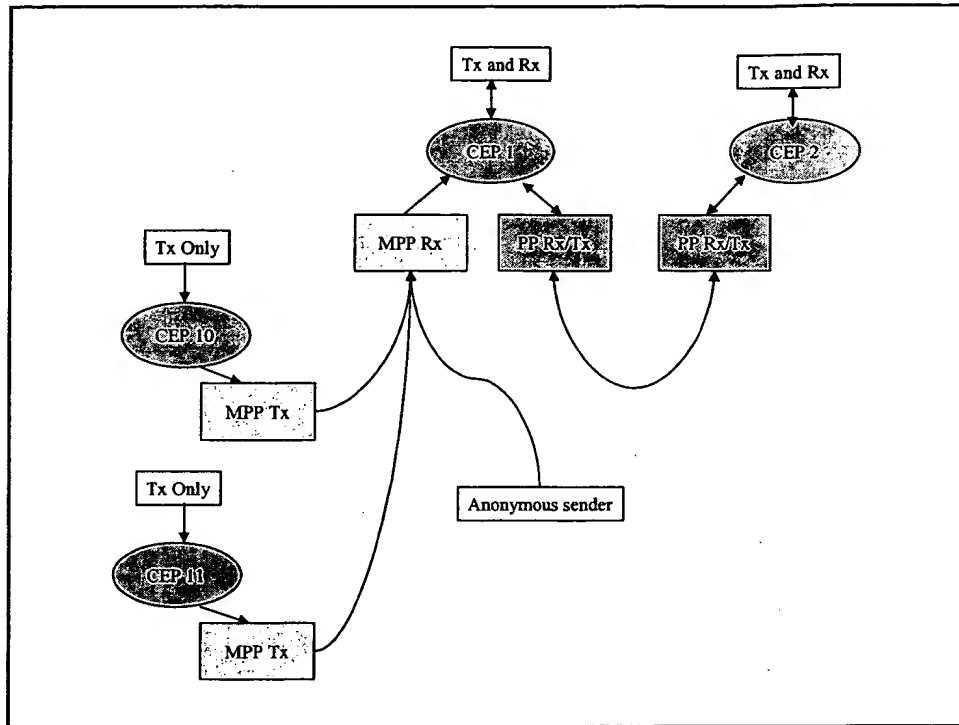 Tx and Rx
Tx and Rx
CEP 1
CEP 2
MPP Rx
PP Rx/Tx
PP Rx/Tx
Tx Only
CEP 10
MPP Tx
Tx Only
Anonymous sender
CEP 11
MPP Tx